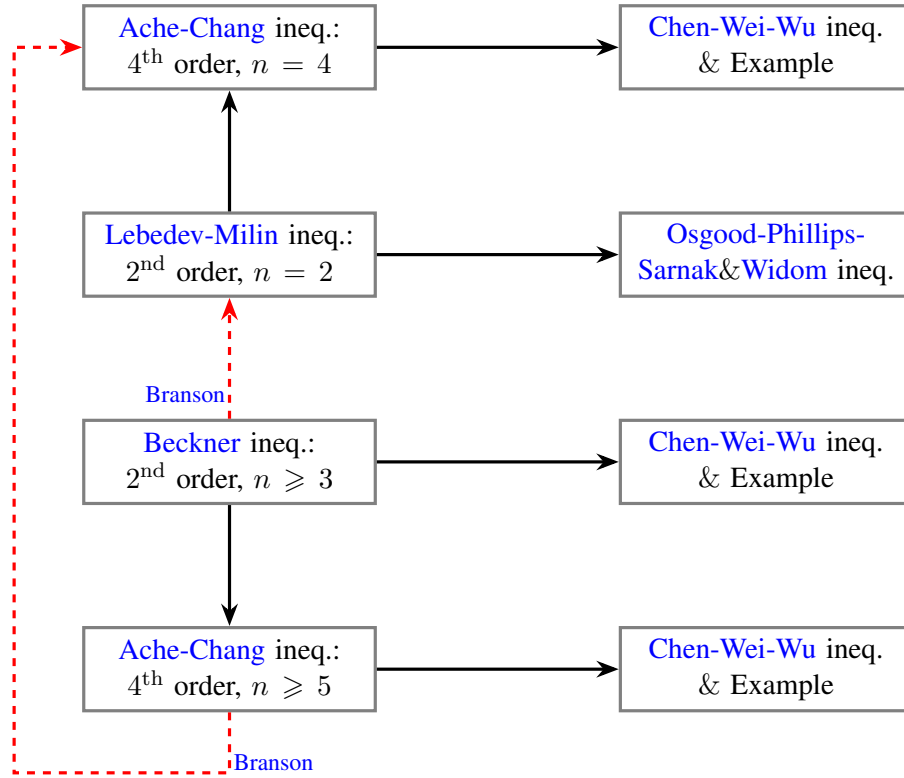 Ache-Chang ineq.:
4th order, n = 4
Chen-Wei-Wu ineq.
& Example
Lebedev-Milin ineq.:
2nd order, n = 2
Osgood-Phillips-
Sarnak&Widom ineq.
Branson
Beckner ineq.:
2nd order, n ⩾ 3
Chen-Wei-Wu ineq.
& Example
Ache-Chang ineq.:
4th order, n ⩾ 5
Chen-Wei-Wu ineq.
& Example
Branson